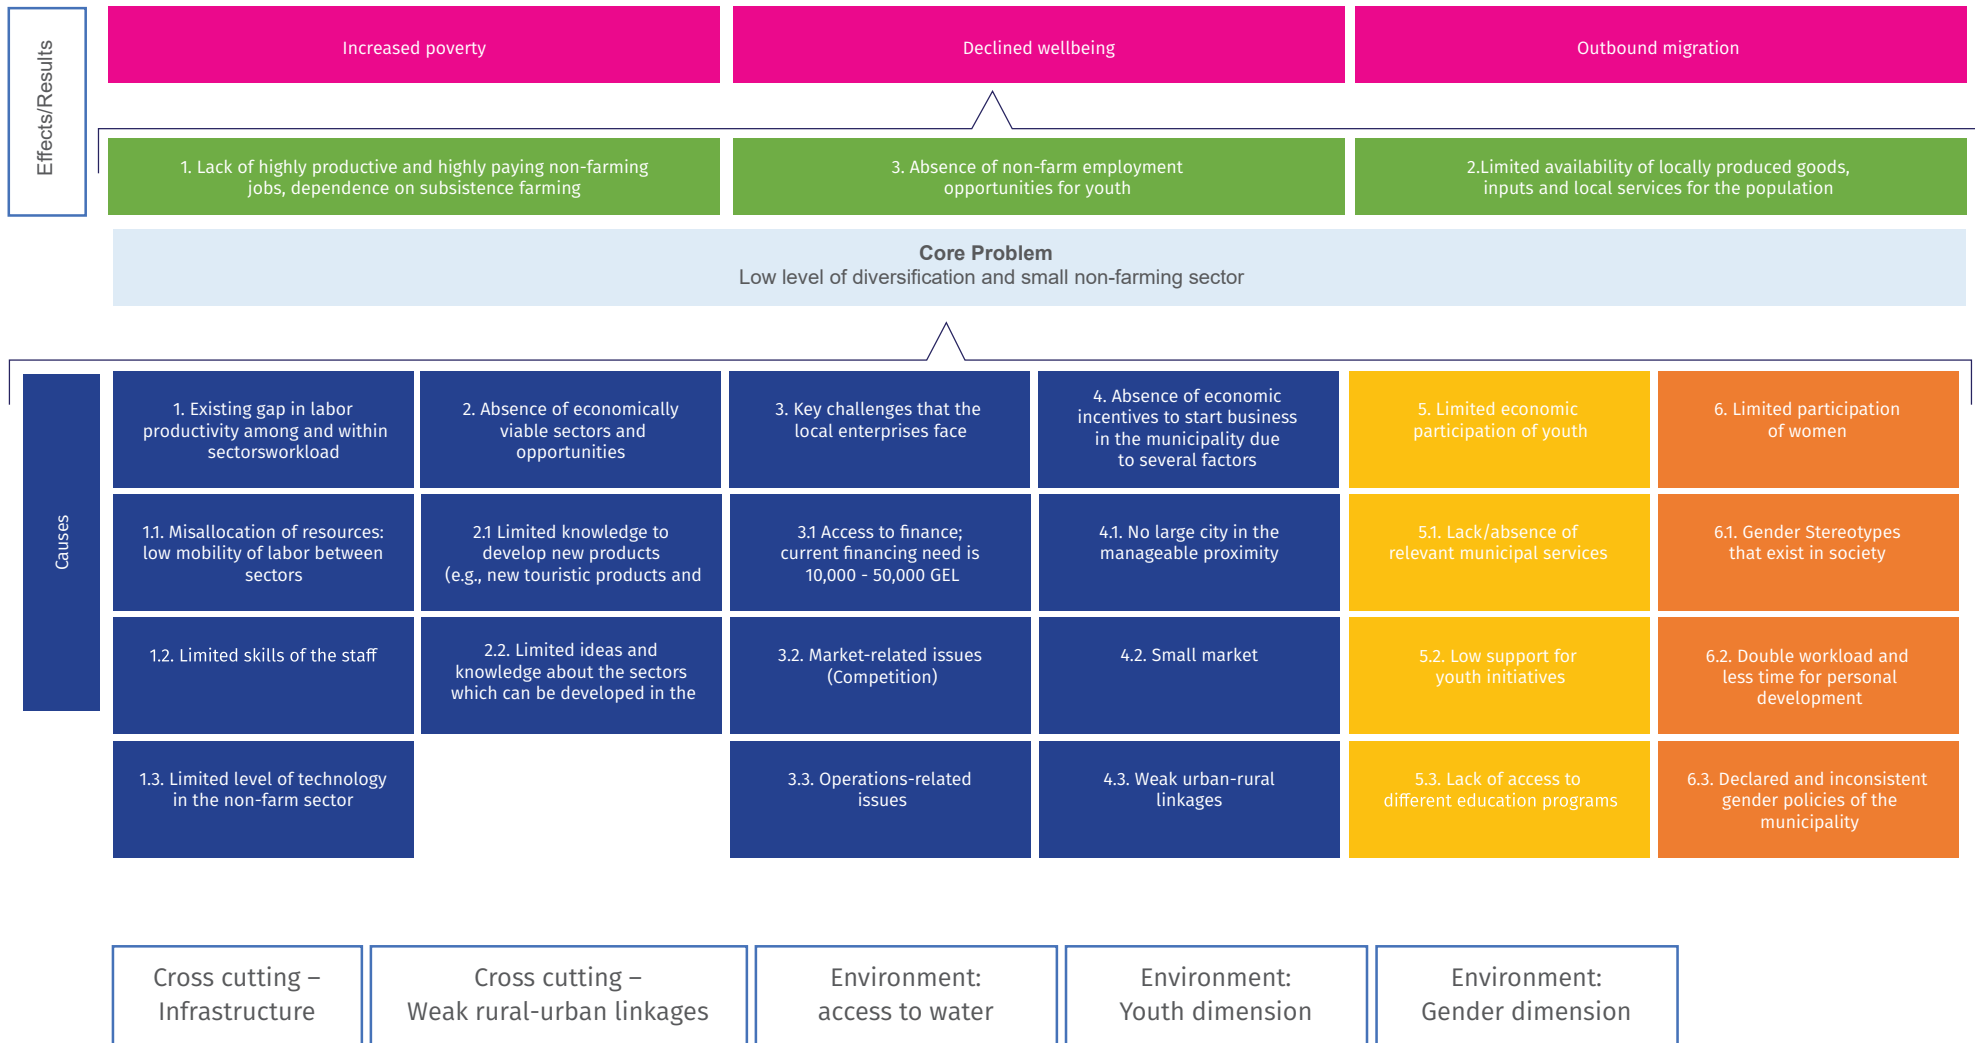 Effects/Results
Increased poverty
Declined wellbeing
Outbound migration
1. Lack of highly productive and highly paying non-farming
jobs, dependence on subsistence farming
3. Absence of non-farm employment
opportunities for youth
2.Limited availability of locally produced goods,
inputs and local services for the population
Core Problem
Low level of diversification and small non-farming sector
Causes
1. Existing gap in labor
productivity among and within
sectorsworkload
2. Absence of economically
viable sectors and
opportunities
3. Key challenges that the
local enterprises face
4. Absence of economic
incentives to start business
in the municipality due
to several factors
5. Limited economic
participation of youth
6. Limited participation
of women
1.1. Misallocation of resources:
low mobility of labor between
sectors
2.1 Limited knowledge to
develop new products
(e.g., new touristic products and
3.1 Access to finance;
current financing need is
10,000 - 50,000 GEL
4.1. No large city in the
manageable proximity
5.1. Lack/absence of
relevant municipal services
6.1. Gender Stereotypes
that exist in society
1.2. Limited skills of the staff
2.2. Limited ideas and
knowledge about the sectors
which can be developed in the
3.2. Market-related issues
(Competition)
4.2. Small market
5.2. Low support for
youth initiatives
6.2. Double workload and
less time for personal
development
1.3. Limited level of technology
in the non-farm sector
3.3. Operations-related
issues
4.3. Weak urban-rural
linkages
5.3. Lack of access to
different education programs
6.3. Declared and inconsistent
gender policies of the
municipality
Cross cutting –
Infrastructure
Cross cutting –
Weak rural-urban linkages
Environment:
access to water
Environment:
Youth dimension
Environment:
Gender dimension